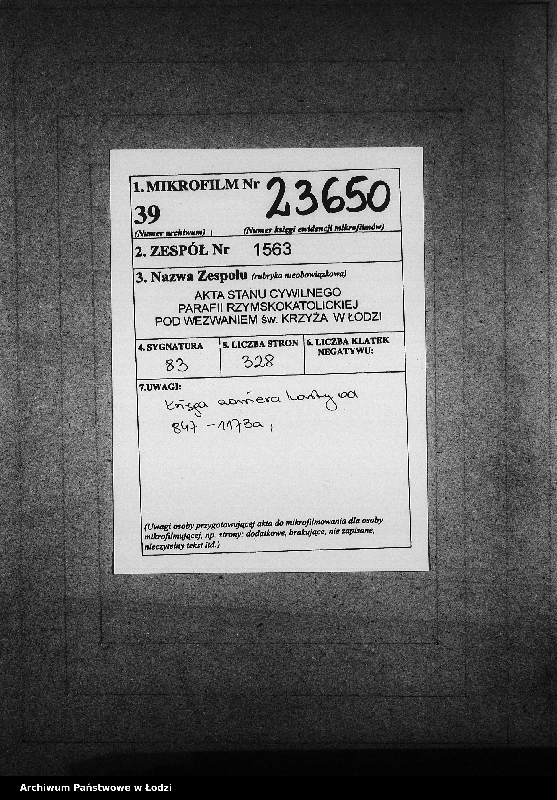 1. MIKROFILM Nr 23650
39
(Numer archiwum) (Numer księgi ewidencji mikrofilmów)
2. ZESPÓŁ Nr 1563
3. Nazwa Zespołu (rubryka nieobowiązkowa)
AKTA STANU CYWILNEGO
PARAFII RZYMSKOKATOLICKIEJ
POD WEZWANIEM św. KRZYŻA W ŁODZI
4. SYGNATURA 5. LICZBA STRON 6. LICZBA KLATEK
NEGATYWU:
83 328
7. UWAGI:
Księga zawiera karty od
847 - 1173a,
(Uwagi osoby przygotowującej akta do mikrofilmowania dla osoby
mikrofilmującej, np. strony: dodatkowe, brakujące, nie zapisane,
nieczytelny tekst itd.)
Archiwum Państwowe w Łodzi